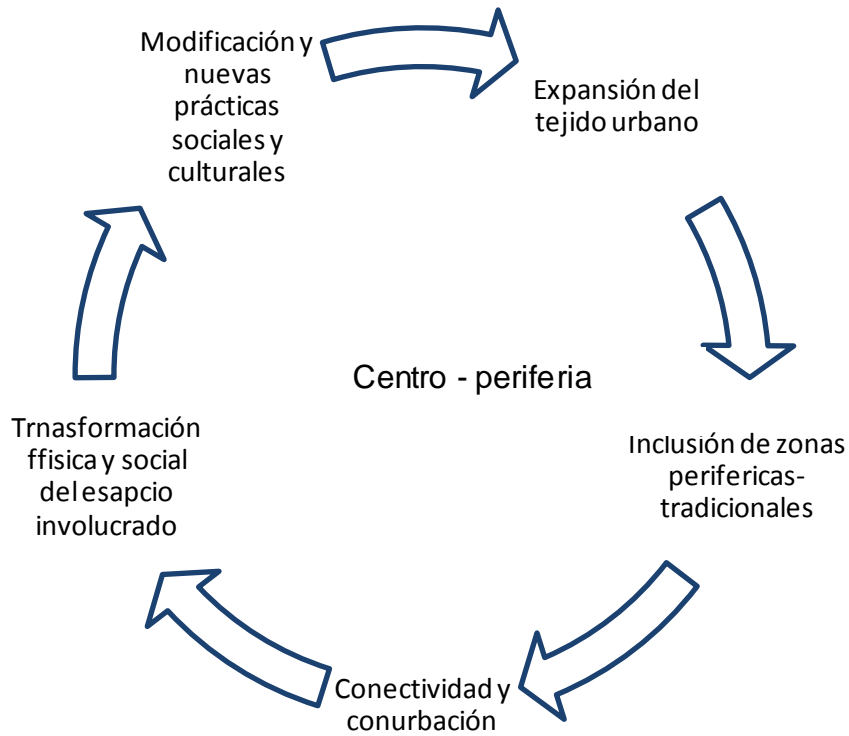 Modificación y
nuevas
prácticas
sociales y
culturales
Expansión del
tejido urbano
Centro - periferia
Inclusión de zonas
perifericas-
tradicionales
Conectividad y
conurbación
Trnasformación
ffisica y social
del esapcio
involucrado